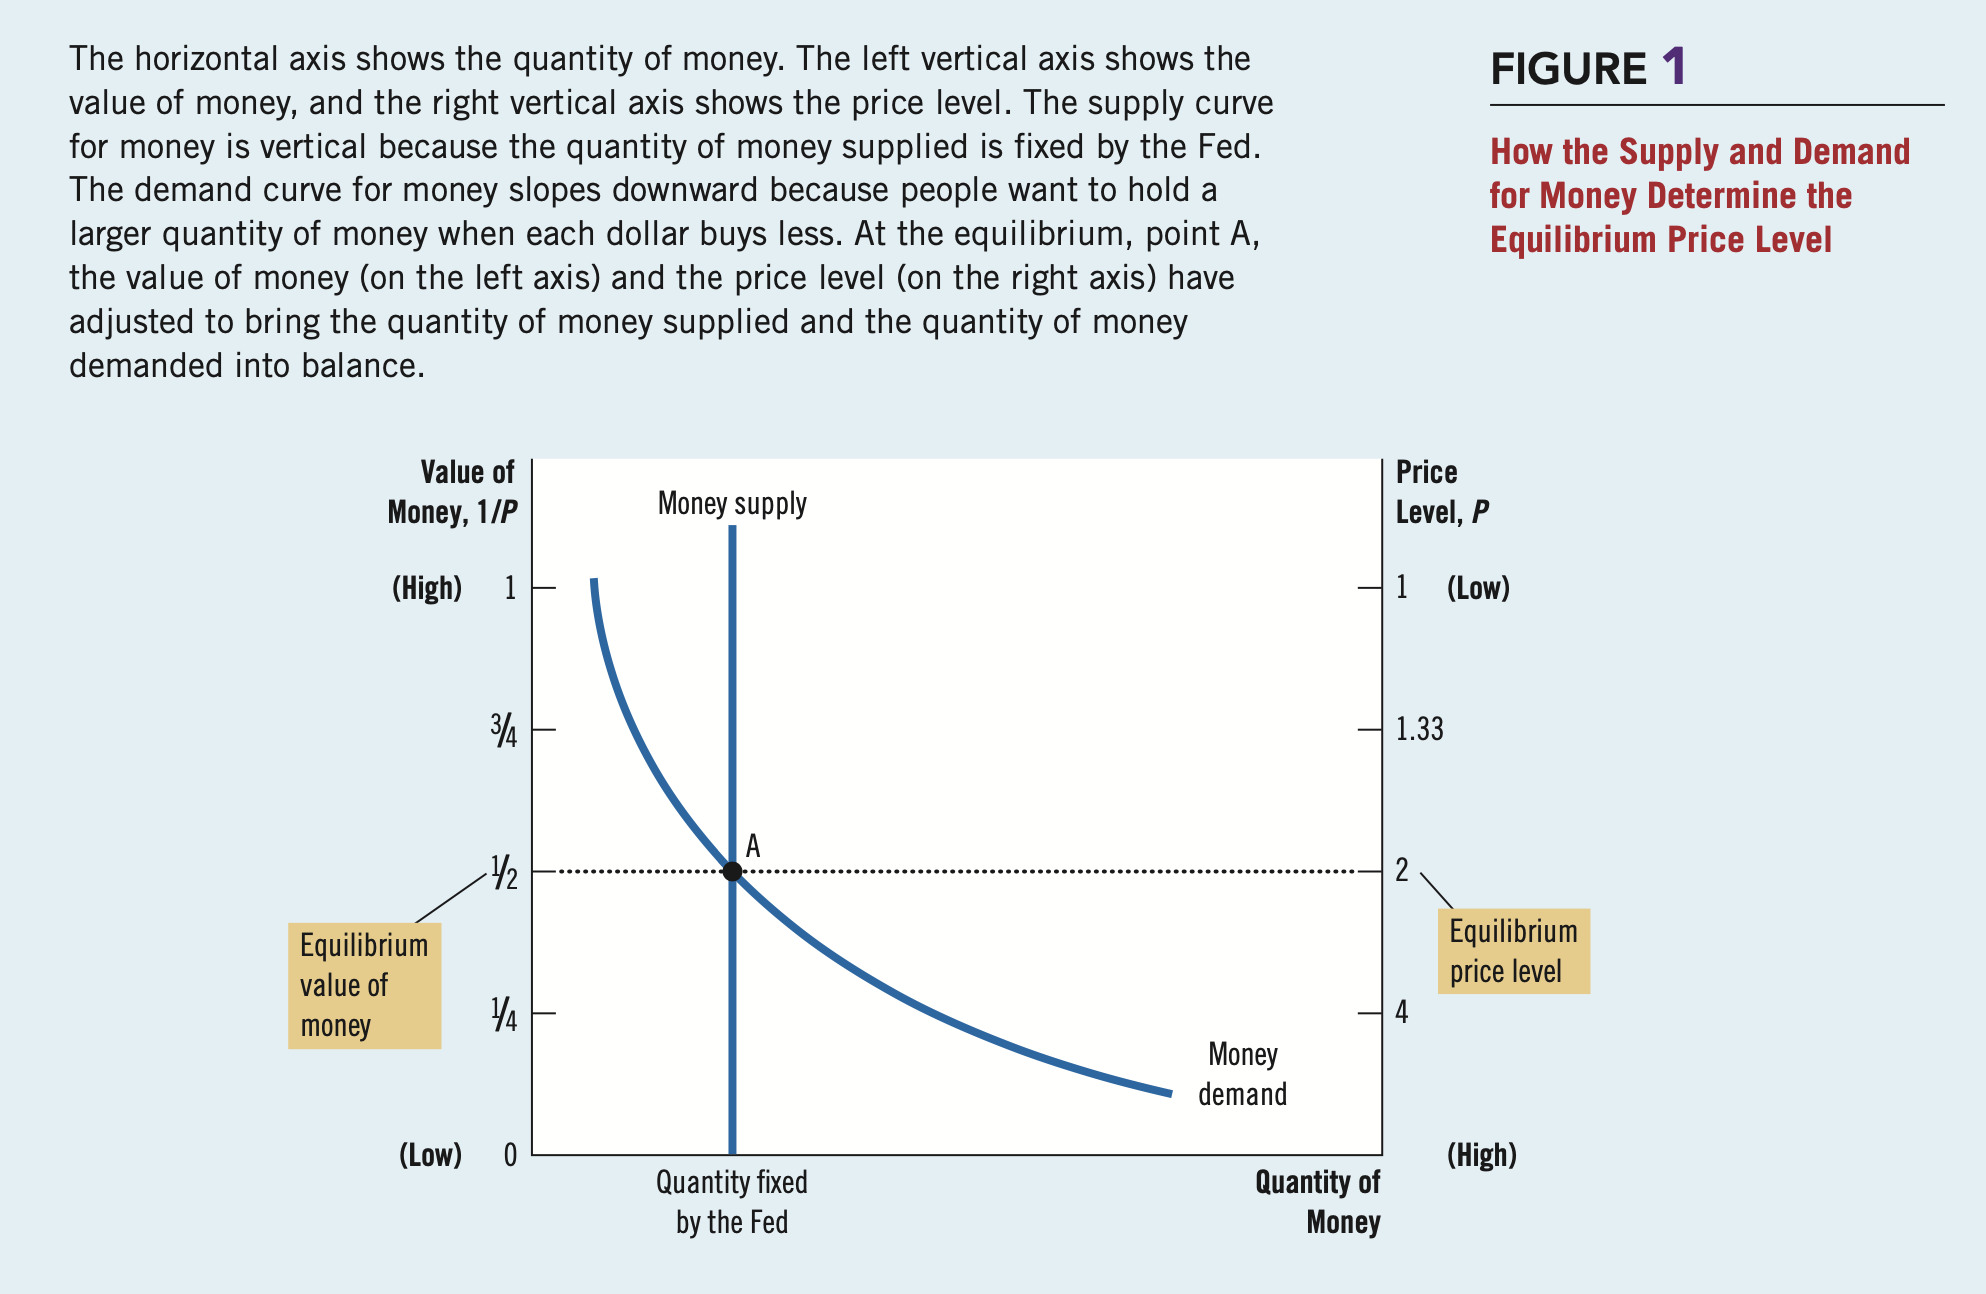 The horizontal axis shows the quantity of money. The left vertical axis shows the
value of money, and the right vertical axis shows the price level. The supply curve
for money is vertical because the quantity of money supplied is fixed by the Fed.
The demand curve for money slopes downward because people want to hold a
larger quantity of money when each dollar buys less. At the equilibrium, point A,
the value of money (on the left axis) and the price level (on the right axis) have
adjusted to bring the quantity of money supplied and the quantity of money
demanded into balance.
FIGURE 1
How the Supply and Demand
for Money Determine the
Equilibrium Price Level
Value of
Money, 1/P
Price
Level, P
Money supply
(High) 1
1 (Low)
3/4
1.33
A
1/2
2
Equilibrium
value of
money
Equilibrium
price level
1/4
4
Money
demand
(Low) 0
(High)
Quantity fixed
by the Fed
Quantity of
Money